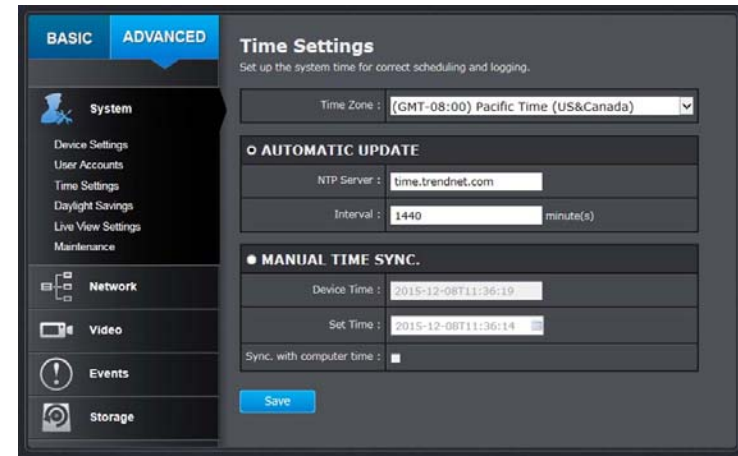 BASIC ADVANCED
System
Device Settings
User Accounts
Time Settings
Daylight Savings
Live View Settings
Maintenance
Network
Video
Events
Storage
Time Settings
Set up the system time for correct scheduling and logging.
Time Zone : (GMT-08:00) Pacific Time (US&Canada)
AUTOMATIC UPDATE
NTP Server : time.trendnet.com
Interval : 1440 minute(s)
MANUAL TIME SYNC.
Device Time : 2015-12-08T11:36:19
Set Time : 2015-12-08T11:36:14
Sync. with computer time :
Save